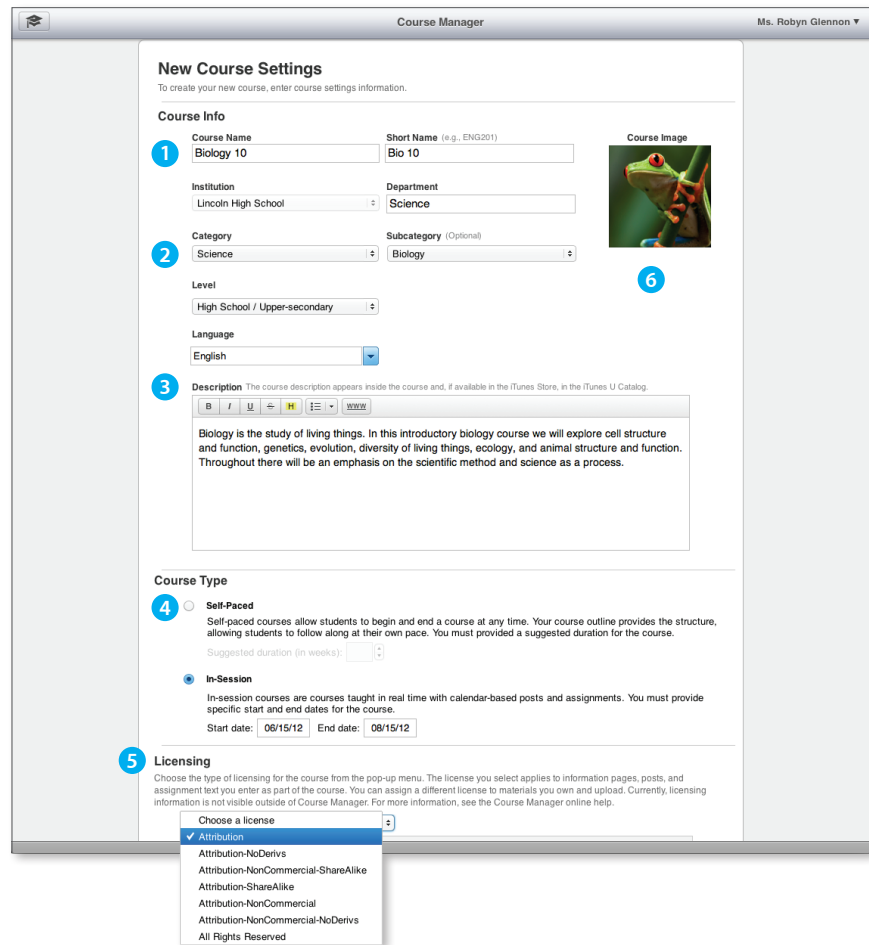 Course Manager
Ms. Robyn Glennon ▼
New Course Settings
To create your new course, enter course settings information.
Course Info
1
Course Name
Short Name (e.g., ENG201)
Course Image
Biology 10
Bio 10
Institution
Department
Lincoln High School
Science
2
Category
Subcategory (Optional)
Science
Biology
6
Level
High School / Upper-secondary
Language
English
3
Description The course description appears inside the course and, if available in the iTunes Store, in the iTunes U Catalog.
B I U S H www
Biology is the study of living things. In this introductory biology course we will explore cell structure
and function, genetics, evolution, diversity of living things, ecology, and animal structure and function.
Throughout there will be an emphasis on the scientific method and science as a process.
Course Type
4
Self-Paced
Self-paced courses allow students to begin and end a course at any time. Your course outline provides the structure,
allowing students to follow along at their own pace. You must provided a suggested duration for the course.
Suggested duration (in weeks):
In-Session
In-session courses are courses taught in real time with calendar-based posts and assignments. You must provide
specific start and end dates for the course.
Start date: 06/15/12 End date: 08/15/12
5
Licensing
Choose the type of licensing for the course from the pop-up menu. The license you select applies to information pages, posts, and
assignment text you enter as part of the course. You can assign a different license to materials you own and upload. Currently, licensing
information is not visible outside of Course Manager. For more information, see the Course Manager online help.
Choose a license
✓ Attribution
Attribution-NoDerivs
Attribution-NonCommercial-ShareAlike
Attribution-ShareAlike
Attribution-NonCommercial
Attribution-NonCommercial-NoDerivs
All Rights Reserved